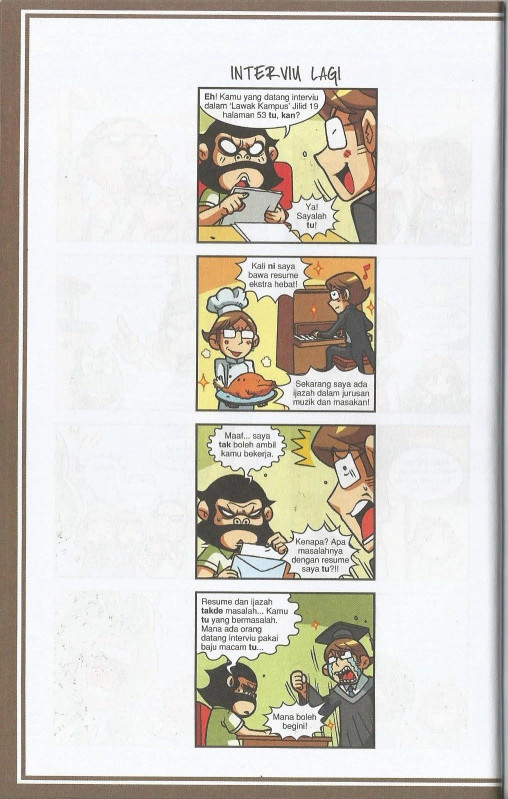 INTERVIU LAGI
Eh! Kamu yang datang interviu
dalam 'Lawak Kampus' Jilid 19
halaman 53 tu, kan?
Ya!
Sayalah
tu!
Kali ni saya
bawa resume
ekstra hebat!
Sekarang saya ada
ijazah dalam jurusan
muzik dan masakan!
Maaf... saya
tak boleh ambil
kamu bekerja.
Kenapa? Apa
masalahnya
dengan resume
saya tu?!!
Resume dan ijazah
takde masalah... Kamu
tu yang bermasalah.
Mana ada orang
datang interviu pakai
baju macam tu...
Mana boleh
begini!